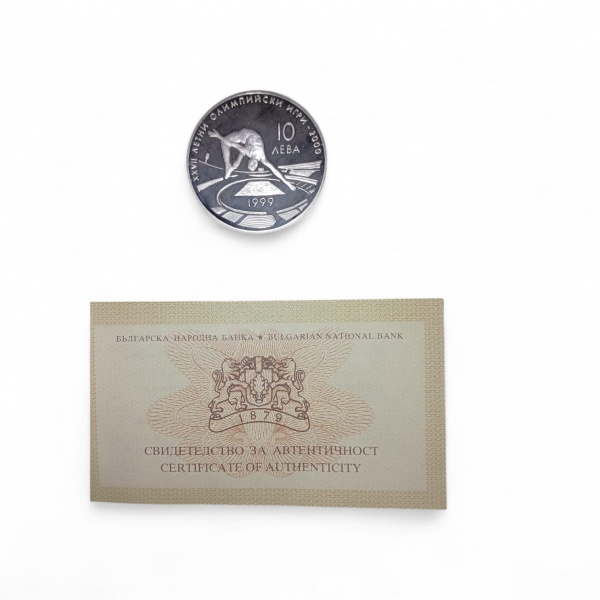 XXVII ЛЕТНИ ОЛИМПИЙСКИ ИГРИ - 2000
10
ЛЕВА
1999
БЪЛГАРСКА НАРОДНА БАНКА ★ BULGARIAN NATIONAL BANK
1879
СВИДЕТЕЛСТВО ЗА АВТЕНТИЧНОСТ
CERTIFICATE OF AUTHENTICITY